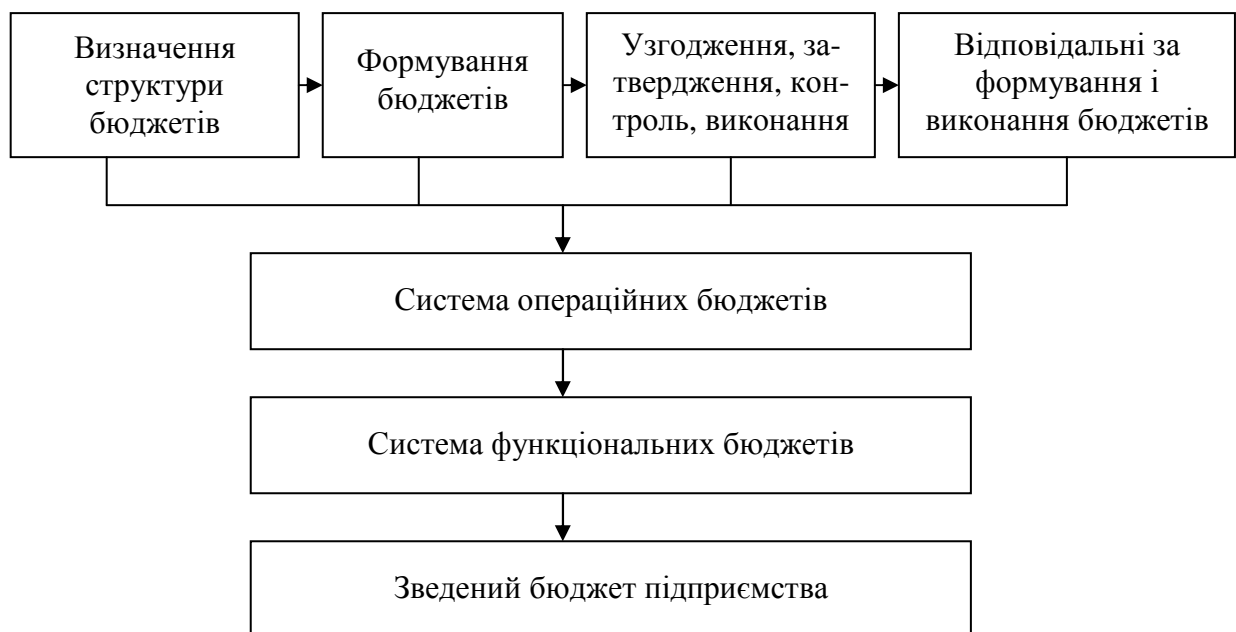 Визначення
структури
бюджетів
Формування
бюджетів
Узгодження, за-
твердження, кон-
троль, виконання
Відповідальні за
формування і
виконання бюджетів
Система операційних бюджетів
Система функціональних бюджетів
Зведений бюджет підприємства